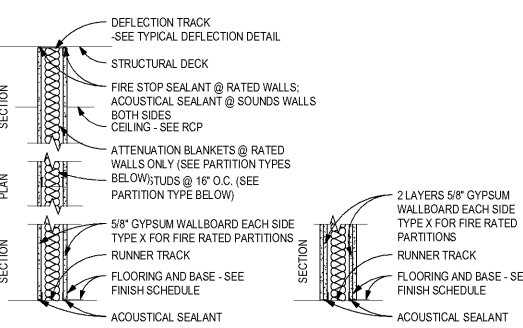 DEFLECTION TRACK
-SEE TYPICAL DEFLECTION DETAIL
STRUCTURAL DECK
FIRE STOP SEALANT @ RATED WALLS;
ACOUSTICAL SEALANT @ SOUNDS WALLS
BOTH SIDES
CEILING - SEE RCP
ATTENUATION BLANKETS @ RATED
WALLS ONLY (SEE PARTITION TYPES
BELOW)
STUDS @ 16" O.C. (SEE
PARTITION TYPE BELOW)
5/8" GYPSUM WALLBOARD EACH SIDE
TYPE X FOR FIRE RATED PARTITIONS
RUNNER TRACK
FLOORING AND BASE - SEE
FINISH SCHEDULE
ACOUSTICAL SEALANT
SECTION
PLAN
SECTION
2 LAYERS 5/8" GYPSUM
WALLBOARD EACH SIDE
TYPE X FOR FIRE RATED
PARTITIONS
RUNNER TRACK
FLOORING AND BASE - SE
FINISH SCHEDULE
ACOUSTICAL SEALANT
SECTION